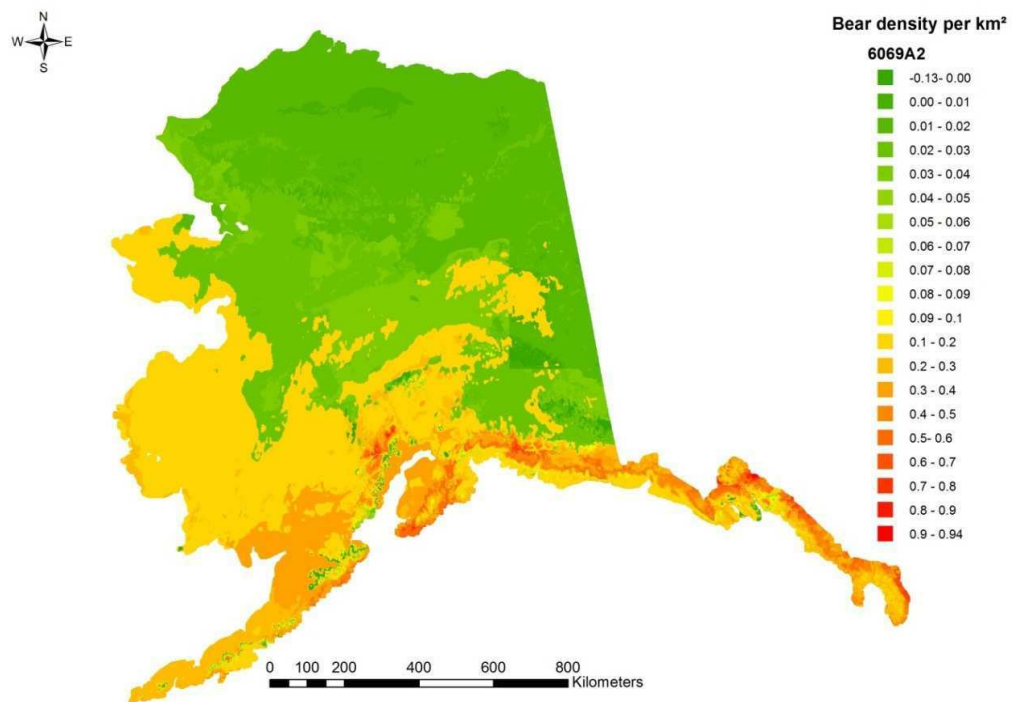 N
W E
S
Bear density per km²
6069A2
-0.13- 0.00
0.00 - 0.01
0.01 - 0.02
0.02 - 0.03
0.03 - 0.04
0.04 - 0.05
0.05 - 0.06
0.06 - 0.07
0.07 - 0.08
0.08 - 0.09
0.09 - 0.1
0.1 - 0.2
0.2 - 0.3
0.3 - 0.4
0.4 - 0.5
0.5- 0.6
0.6 - 0.7
0.7 - 0.8
0.8 - 0.9
0.9 - 0.94
0 100 200 400 600 800
Kilometers